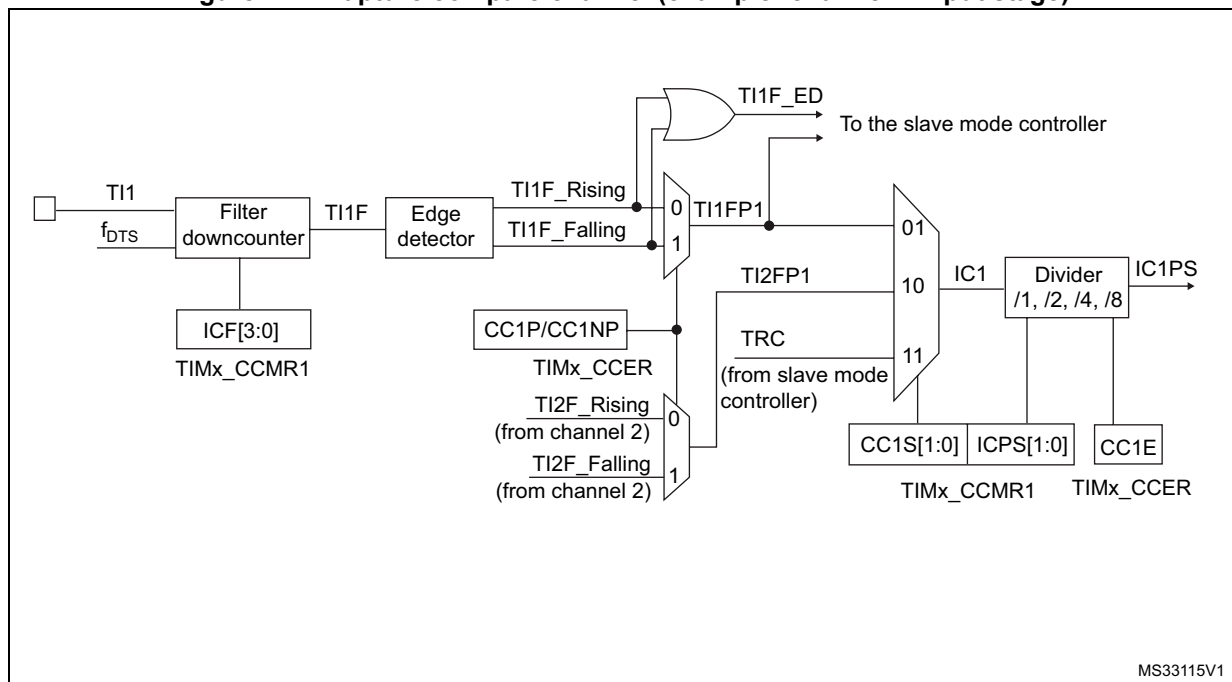 TI1F_ED
To the slave mode controller
TI1
fDTS
Filter
downcounter
TI1F
Edge
detector
TI1F_Rising
TI1F_Falling
0
1
TI1FP1
01
10
11
TI2FP1
TRC
(from slave mode
controller)
IC1
Divider
/1, /2, /4, /8
IC1PS
ICF[3:0]
TIMx_CCMR1
CC1P/CC1NP
TIMx_CCER
TI2F_Rising
(from channel 2)
TI2F_Falling
(from channel 2)
0
1
CC1S[1:0]
ICPS[1:0]
CC1E
TIMx_CCMR1
TIMx_CCER
MS33115V1